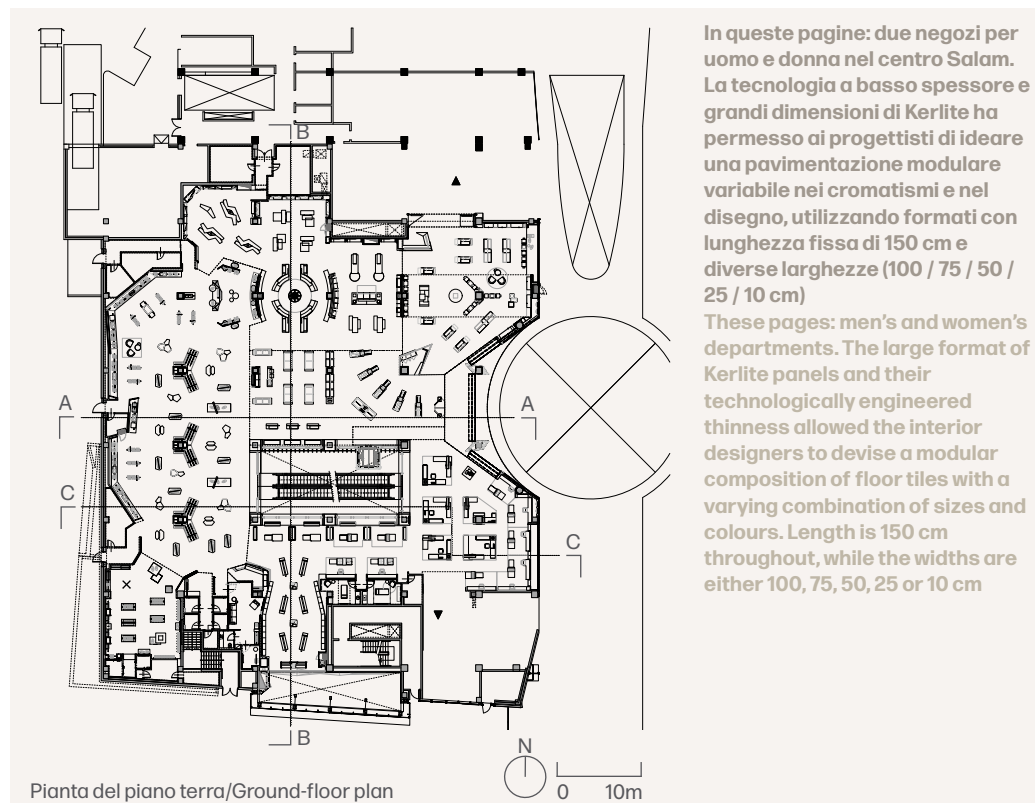 B
A
A
C
C
B
N
0 10m
Pianta del piano terra/Ground-floor plan
In queste pagine: due negozi per
uomo e donna nel centro Salam.
La tecnologia a basso spessore e
grandi dimensioni di Kerlite ha
permesso ai progettisti di ideare
una pavimentazione modulare
variabile nei cromatismi e nel
disegno, utilizzando formati con
lunghezza fissa di 150 cm e
diverse larghezze (100 / 75 / 50 /
25 / 10 cm)
These pages: men’s and women’s
departments. The large format of
Kerlite panels and their
technologically engineered
thinness allowed the interior
designers to devise a modular
composition of floor tiles with a
varying combination of sizes and
colours. Length is 150 cm
throughout, while the widths are
either 100, 75, 50, 25 or 10 cm